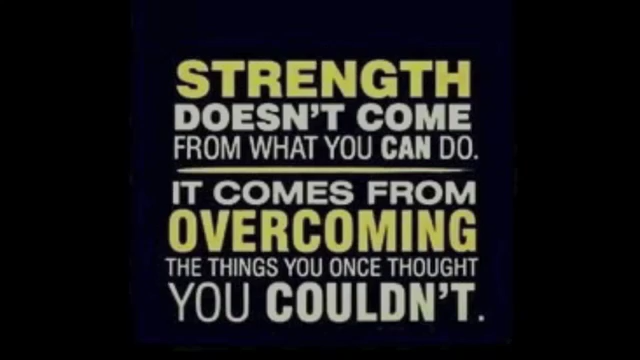 STRENGTH
DOESN'T COME
FROM WHAT YOU CAN DO.
IT COMES FROM
OVERCOMING
THE THINGS YOU ONCE THOUGHT
YOU COULDN'T.